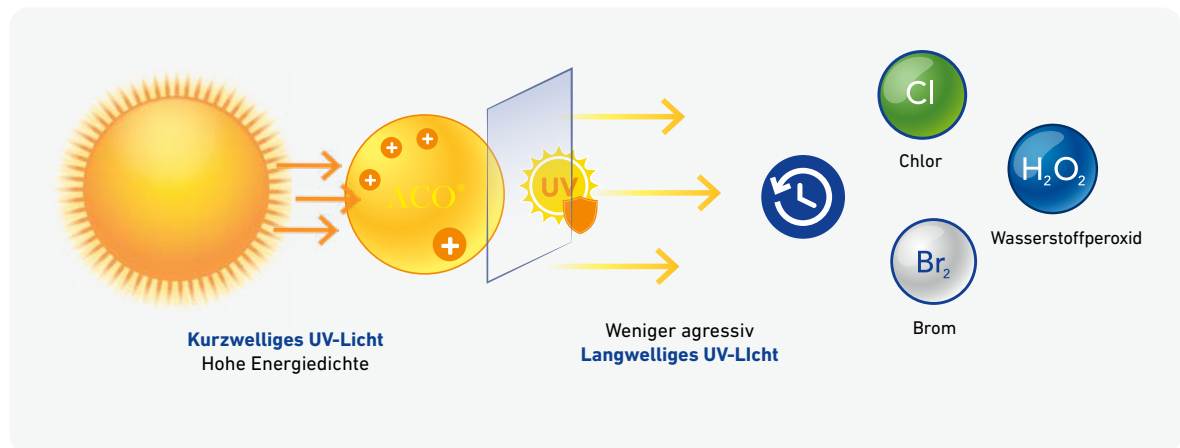 ACO®
UV
Cl
Chlor
H₂O₂
Wasserstoffperoxid
Br₂
Brom
Kurzwelliges UV-Licht
Hohe Energiedichte
Weniger agressiv
Langwelliges UV-LIcht